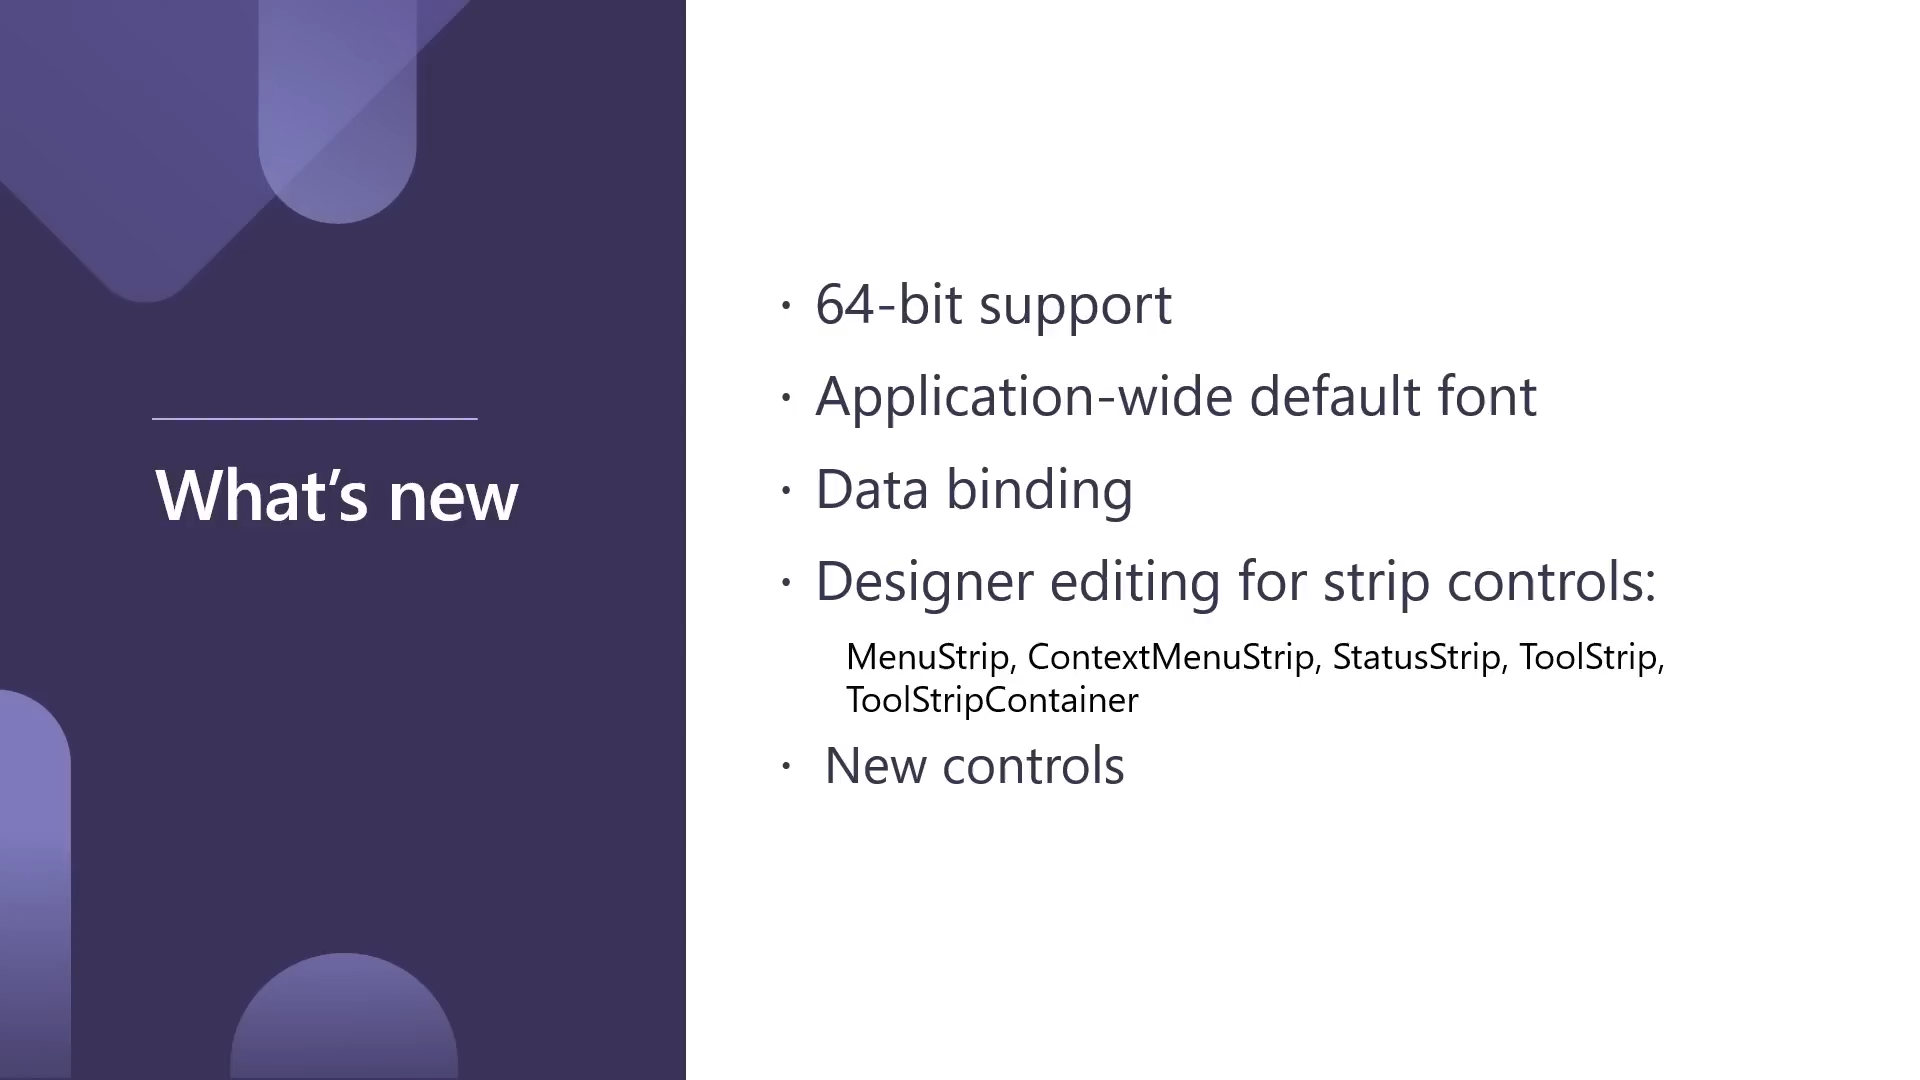 What’s new
· 64-bit support
· Application-wide default font
· Data binding
· Designer editing for strip controls:
MenuStrip, ContextMenuStrip, StatusStrip, ToolStrip,
ToolStripContainer
· New controls